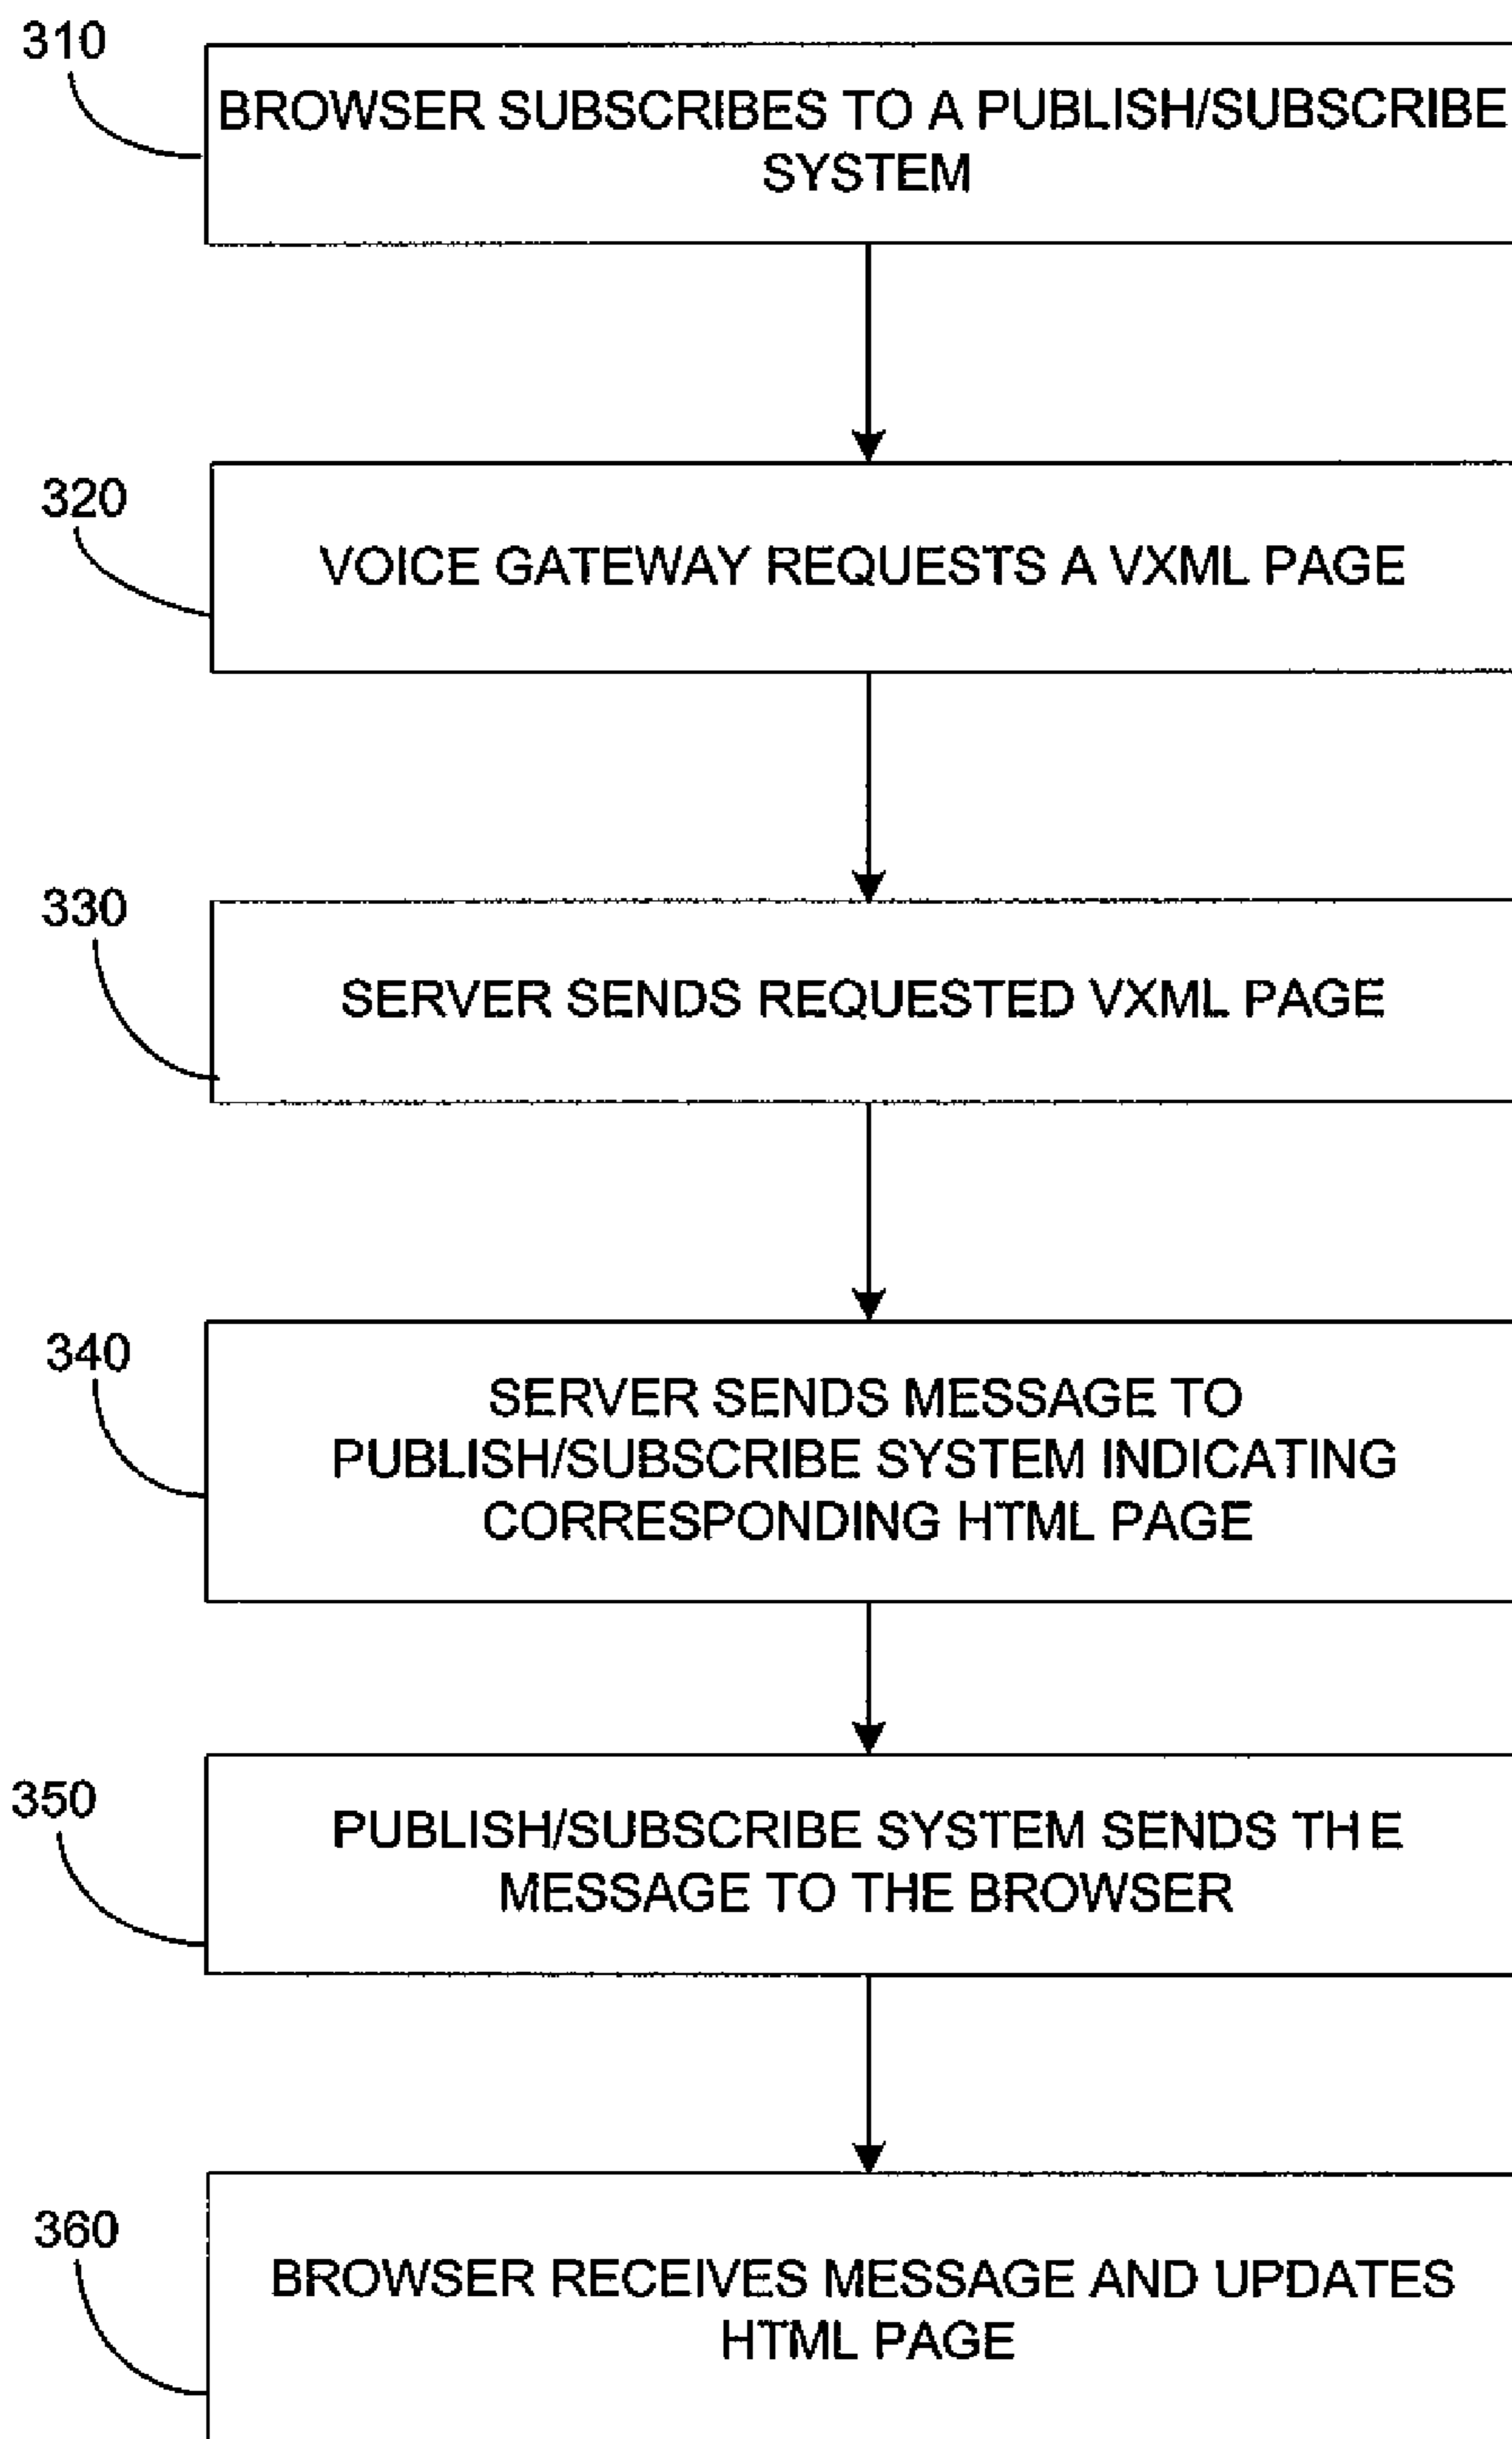 310
BROWSER SUBSCRIBES TO A PUBLISH/SUBSCRIBE
SYSTEM
320
VOICE GATEWAY REQUESTS A VXML PAGE
330
SERVER SENDS REQUESTED VXML PAGE
340
SERVER SENDS MESSAGE TO
PUBLISH/SUBSCRIBE SYSTEM INDICATING
CORRESPONDING HTML PAGE
350
PUBLISH/SUBSCRIBE SYSTEM SENDS THE
MESSAGE TO THE BROWSER
360
BROWSER RECEIVES MESSAGE AND UPDATES
HTML PAGE